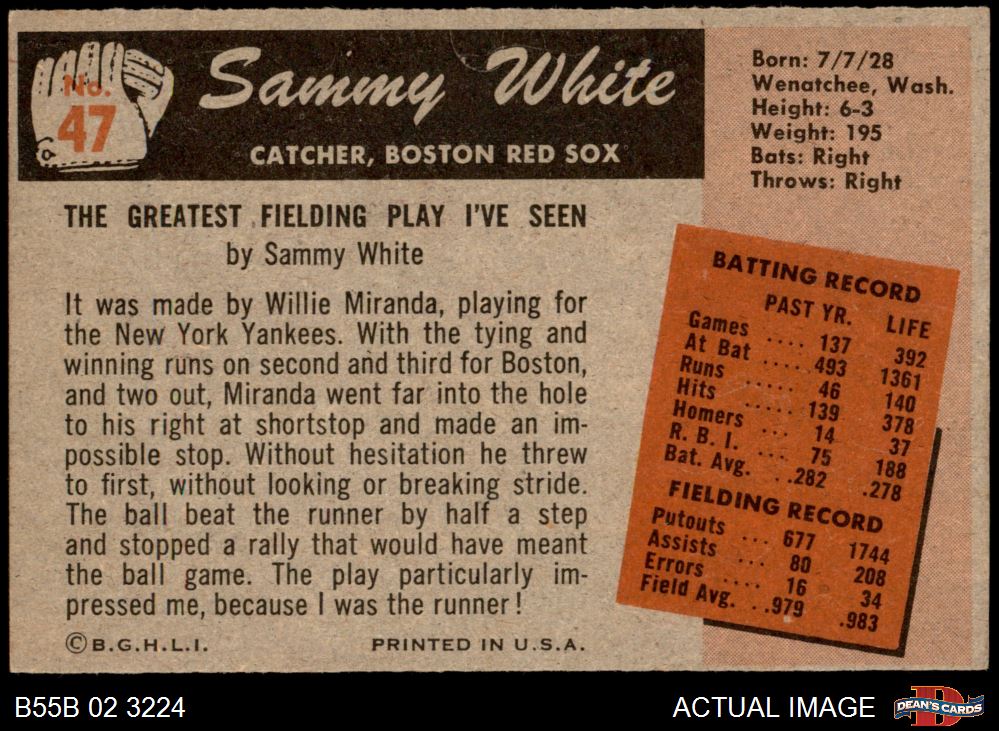 No.
47
Sammy White
CATCHER, BOSTON RED SOX
Born: 7/7/28
Wenatchee, Wash.
Height: 6-3
Weight: 195
Bats: Right
Throws: Right
THE GREATEST FIELDING PLAY I'VE SEEN
by Sammy White
It was made by Willie Miranda, playing for
the New York Yankees. With the tying and
winning runs on second and third for Boston,
and two out, Miranda went far into the hole
to his right at shortstop and made an im-
possible stop. Without hesitation he threw
to first, without looking or breaking stride.
The ball beat the runner by half a step
and stopped a rally that would have meant
the ball game. The play particularly im-
pressed me, because I was the runner!
©B.G.H.L.I. PRINTED IN U.S.A.
BATTING RECORD
PAST YR. LIFE
Games .... 137 392
At Bat .... 493 1361
Runs 46 140
Hits ..... 139 378
Homers ... 14 37
R. B. I. ... 75 188
Bat. Avg. ..282 .278
FIELDING RECORD
Putouts ... 677 1744
Assists ... 80 208
Errors .... 16 34
Field Avg. ..979 .983
B55B 02 3224 ACTUAL IMAGE
D
DEAN'S CARDS